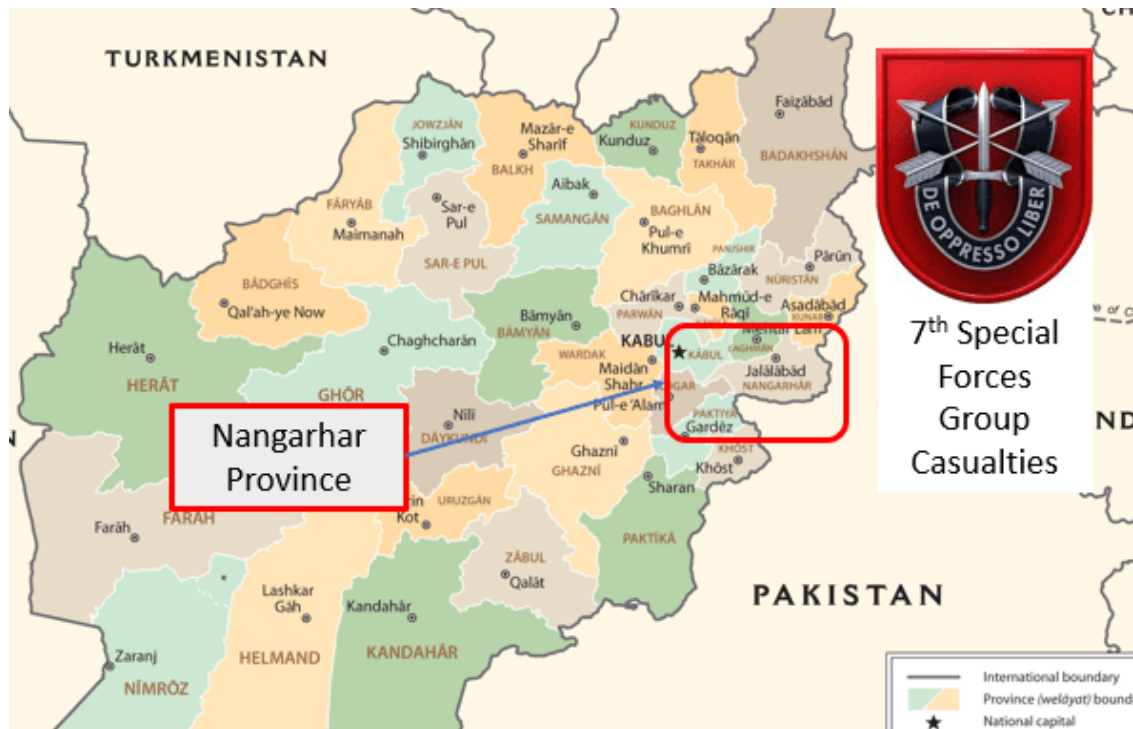 TURKMENISTAN
Faiẕābād
BADAKHSHĀN
JOWZJĀN
Shibirghān
Mazār-e
Sharīf
BALKH
KUNDUZ
Kunduz
Tāloqān
TAKHĀR
Aibak
SAMANGĀN
FĀRYĀB
Maimanah
Sar-e
Pul
SAR-E PUL
BAGHLĀN
Pul-e
Khumrī
PANJSHIR
Bāzārak
Pārūn
NŪRISTĀN
BĀDGHĪS
Qal'ah-ye Now
Chārīkar
PARWĀN
Mahmūd-e
Rāqī
Asadābād
KUNAR
Bāmyān
BĀMYĀN
Herāt
HERĀT
Chaghcharān
GHŌR
KABUL
KĀBUL
WARDAK
Maidān
Shahr
Jalālābād
NANGARHĀR
Pul-e 'Alam
Nīlī
DĀYKUNDĪ
PAKTIYĀ
Gardēz
Ghaznī
GHAZNĪ
KHŌST
Khōst
Sharan
PAKTĪKĀ
Nangarhar
Province
Kot
URUZGĀN
Farāh
FARĀH
ZĀBUL
Qalāt
Lashkar
Gāh
Kandahār
KANDAHĀR
HELMAND
Zaranj
NĪMRŌZ
PAKISTAN
DE OPPRESSO LIBER
7th Special
Forces
Group
Casualties
International boundary
Province (welāyat) bound
National capital